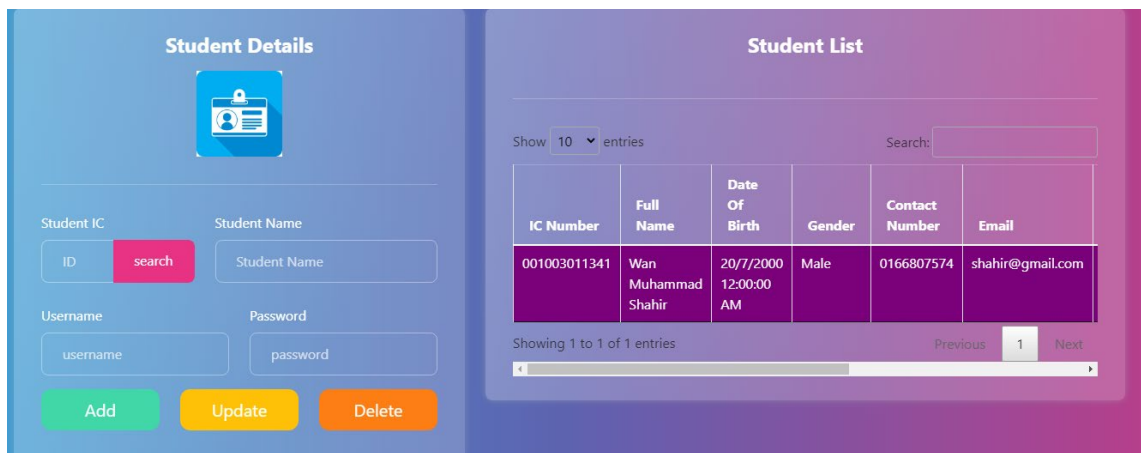 Student Details
Student IC Student Name
ID search Student Name
Username Password
username password
Add Update Delete
Student List
Show 10 entries Search:
IC Number Full Name Date Of Birth Gender Contact Number Email
001003011341 Wan Muhammad Shahir 20/7/2000 12:00:00 AM Male 0166807574 shahir@gmail.com
Showing 1 to 1 of 1 entries Previous 1 Next